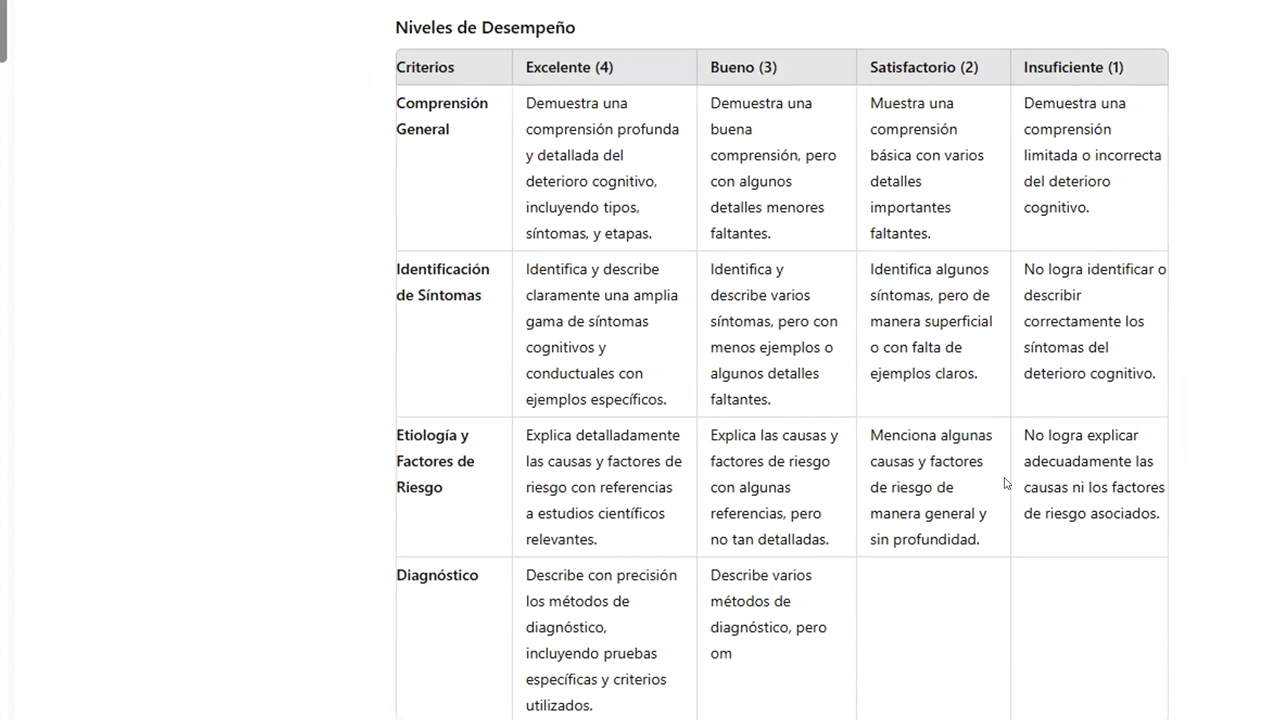 Niveles de Desempeño
Criterios
Excelente (4)
Bueno (3)
Satisfactorio (2)
Insuficiente (1)
Comprensión
General
Demuestra una
comprensión profunda
y detallada del
deterioro cognitivo,
incluyendo tipos,
síntomas, y etapas.
Demuestra una
buena
comprensión, pero
con algunos
detalles menores
faltantes.
Muestra una
comprensión
básica con varios
detalles
importantes
faltantes.
Demuestra una
comprensión
limitada o incorrecta
del deterioro
cognitivo.
Identificación
de Síntomas
Identifica y describe
claramente una amplia
gama de síntomas
cognitivos y
conductuales con
ejemplos específicos.
Identifica y
describe varios
síntomas, pero con
menos ejemplos o
algunos detalles
faltantes.
Identifica algunos
síntomas, pero de
manera superficial
o con falta de
ejemplos claros.
No logra identificar o
describir
correctamente los
síntomas del
deterioro cognitivo.
Etiología y
Factores de
Riesgo
Explica detalladamente
las causas y factores de
riesgo con referencias
a estudios científicos
relevantes.
Explica las causas y
factores de riesgo
con algunas
referencias, pero
no tan detalladas.
Menciona algunas
causas y factores
de riesgo de
manera general y
sin profundidad.
No logra explicar
adecuadamente las
causas ni los factores
de riesgo asociados.
Diagnóstico
Describe con precisión
los métodos de
diagnóstico,
incluyendo pruebas
específicas y criterios
utilizados.
Describe varios
métodos de
diagnóstico, pero
om